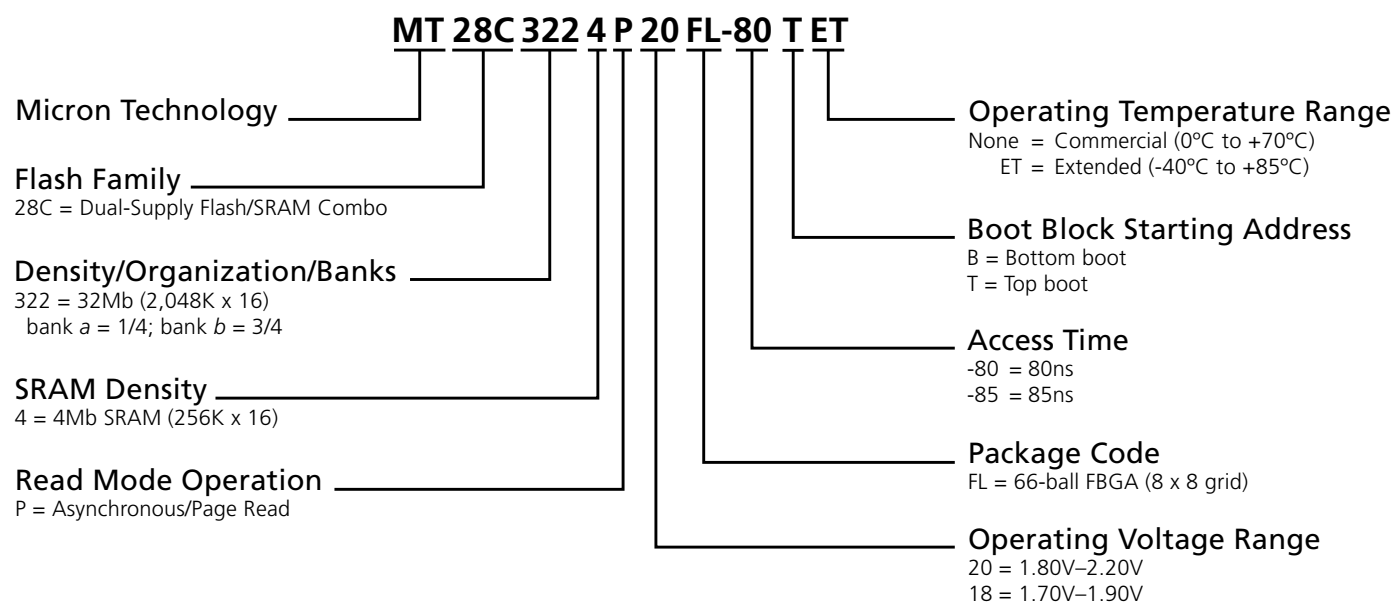 MT 28C 322 4 P 20 FL-80 T ET
Micron Technology
Flash Family
28C = Dual-Supply Flash/SRAM Combo
Density/Organization/Banks
322 = 32Mb (2,048K x 16)
bank a = 1/4; bank b = 3/4
SRAM Density
4 = 4Mb SRAM (256K x 16)
Read Mode Operation
P = Asynchronous/Page Read
Operating Temperature Range
None = Commercial (0ºC to +70ºC)
ET = Extended (-40ºC to +85ºC)
Boot Block Starting Address
B = Bottom boot
T = Top boot
Access Time
-80 = 80ns
-85 = 85ns
Package Code
FL = 66-ball FBGA (8 x 8 grid)
Operating Voltage Range
20 = 1.80V–2.20V
18 = 1.70V–1.90V